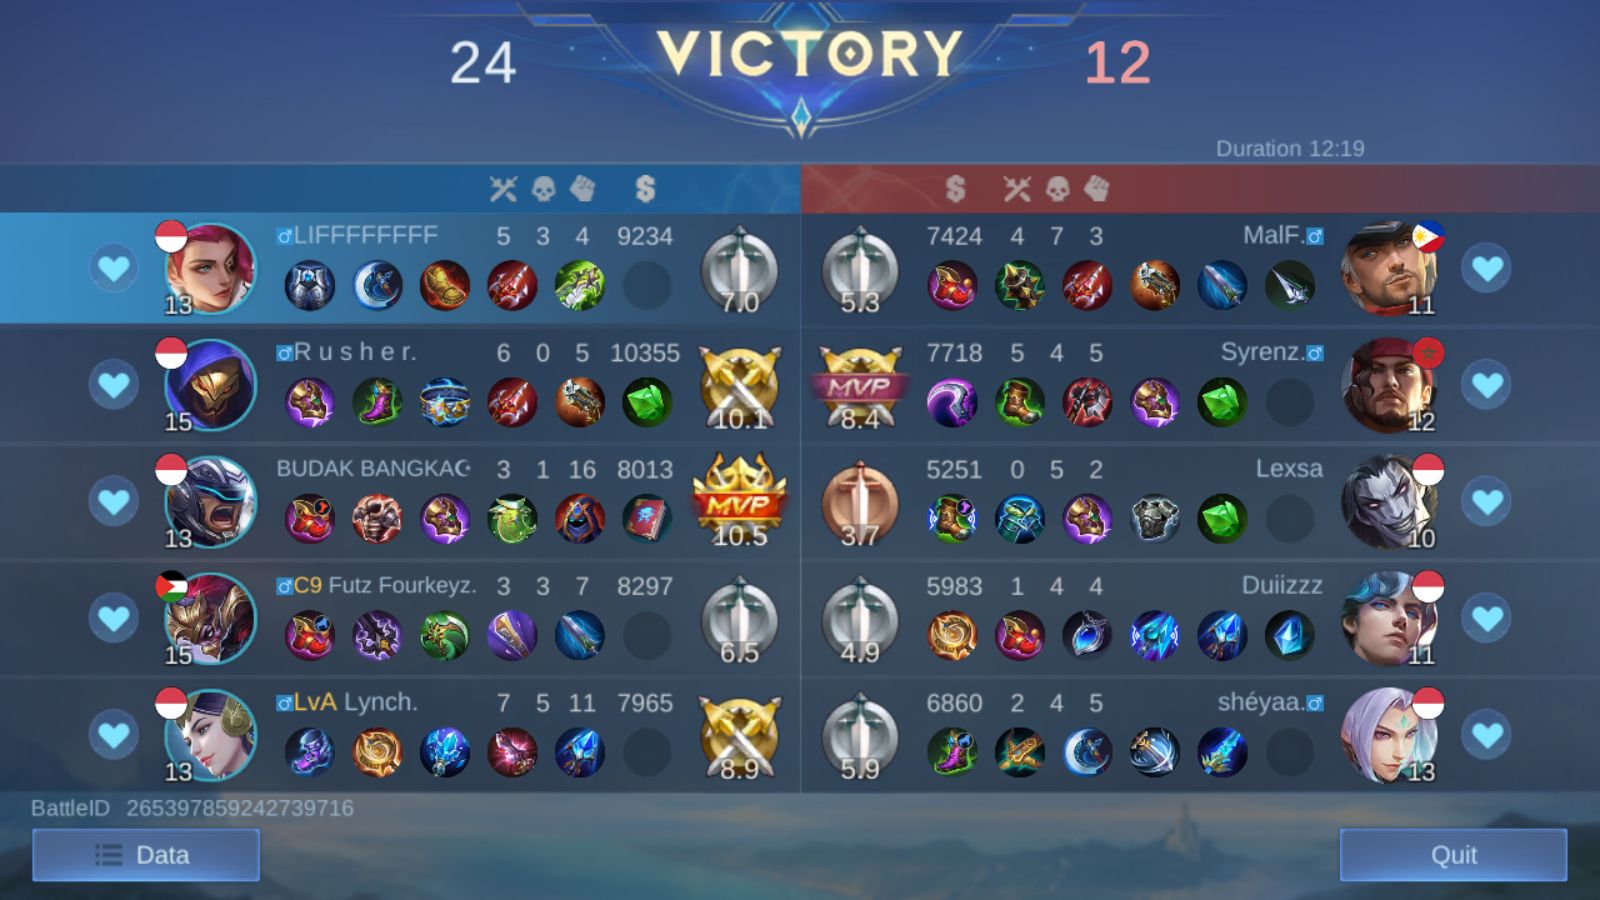 24 VICTORY 12
Duration 12:19
LIFFFFFFFF 5 3 4 9234 7.0 13
5.3 7424 4 7 3 MalF. 11
R u s h e r. 6 0 5 10355 10.1 15
MVP 8.4 7718 5 4 5 Syrenz. 12
BUDAK BANGKA☪ 3 1 16 8013 MVP 10.5 13
3.7 5251 0 5 2 Lexsa 10
C9 Futz Fourkeyz. 3 3 7 8297 6.5 15
4.9 5983 1 4 4 Duiizzz 11
LvA Lynch. 7 5 11 7965 8.9 13
5.9 6860 2 4 5 shéyaa. 13
BattleID 265397859242739716
Data
Quit